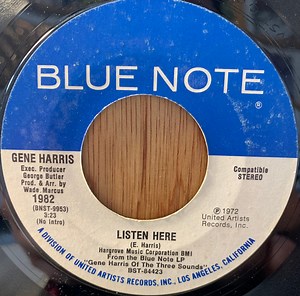 BLUE NOTE
®
GENE HARRIS
Exec. Producer
George Butler
Prod. & Arr. by
Wade Marcus
1982
(BNST-9953)
3:23
(No Intro)
Compatible
STEREO
℗ 1972
United Artists
Records, Inc.
LISTEN HERE
(E. Harris)
Hargrove Music Corporation BMI
From the Blue Note LP
"Gene Harris Of The Three Sounds"
BST-84423
A DIVISION OF UNITED ARTISTS RECORDS, INC. LOS ANGELES, CALIFORNIA